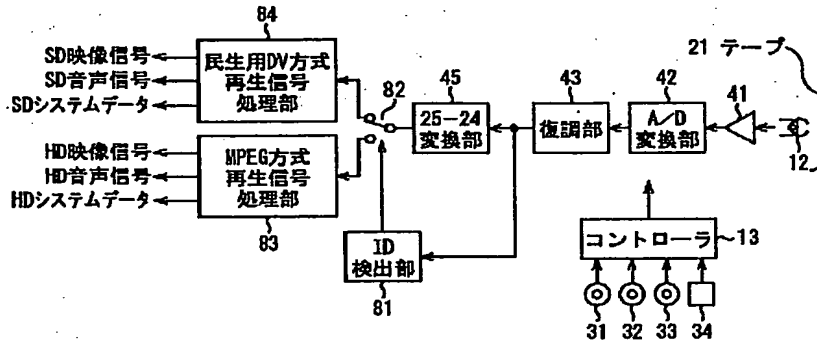 84
SD映像信号
SD音声信号
SDシステムデータ
民生用DV方式
再生信号
処理部
82
45
25-24
変換部
43
復調部
42
A/D
変換部
41
21 テープ
12
HD映像信号
HD音声信号
HDシステムデータ
MPEG方式
再生信号
処理部
83
ID
検出部
81
コントローラ
13
31
32
33
34